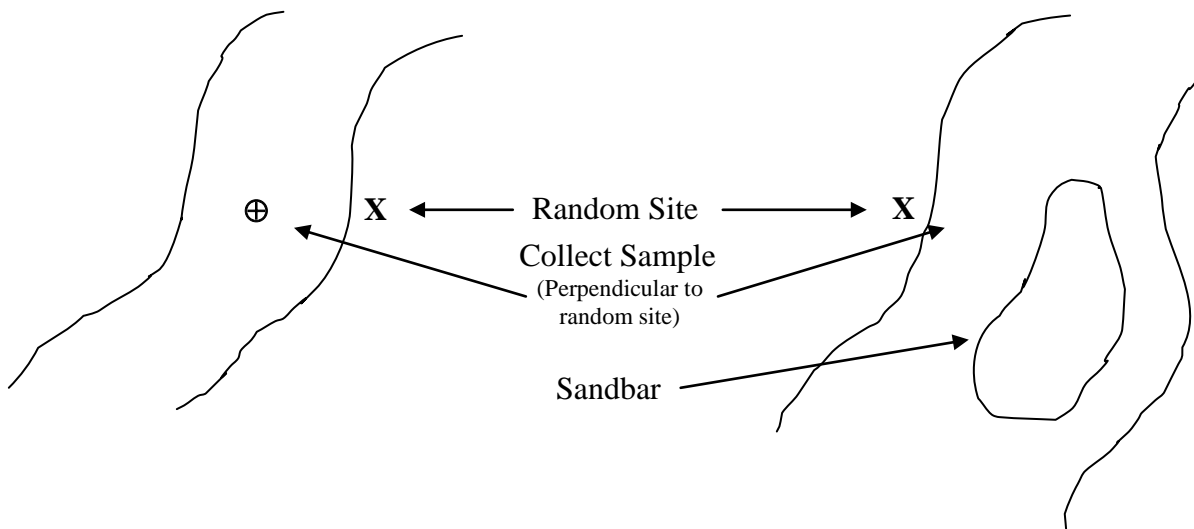 X
Random Site
X
Collect Sample
(Perpendicular to
random site)
Sandbar